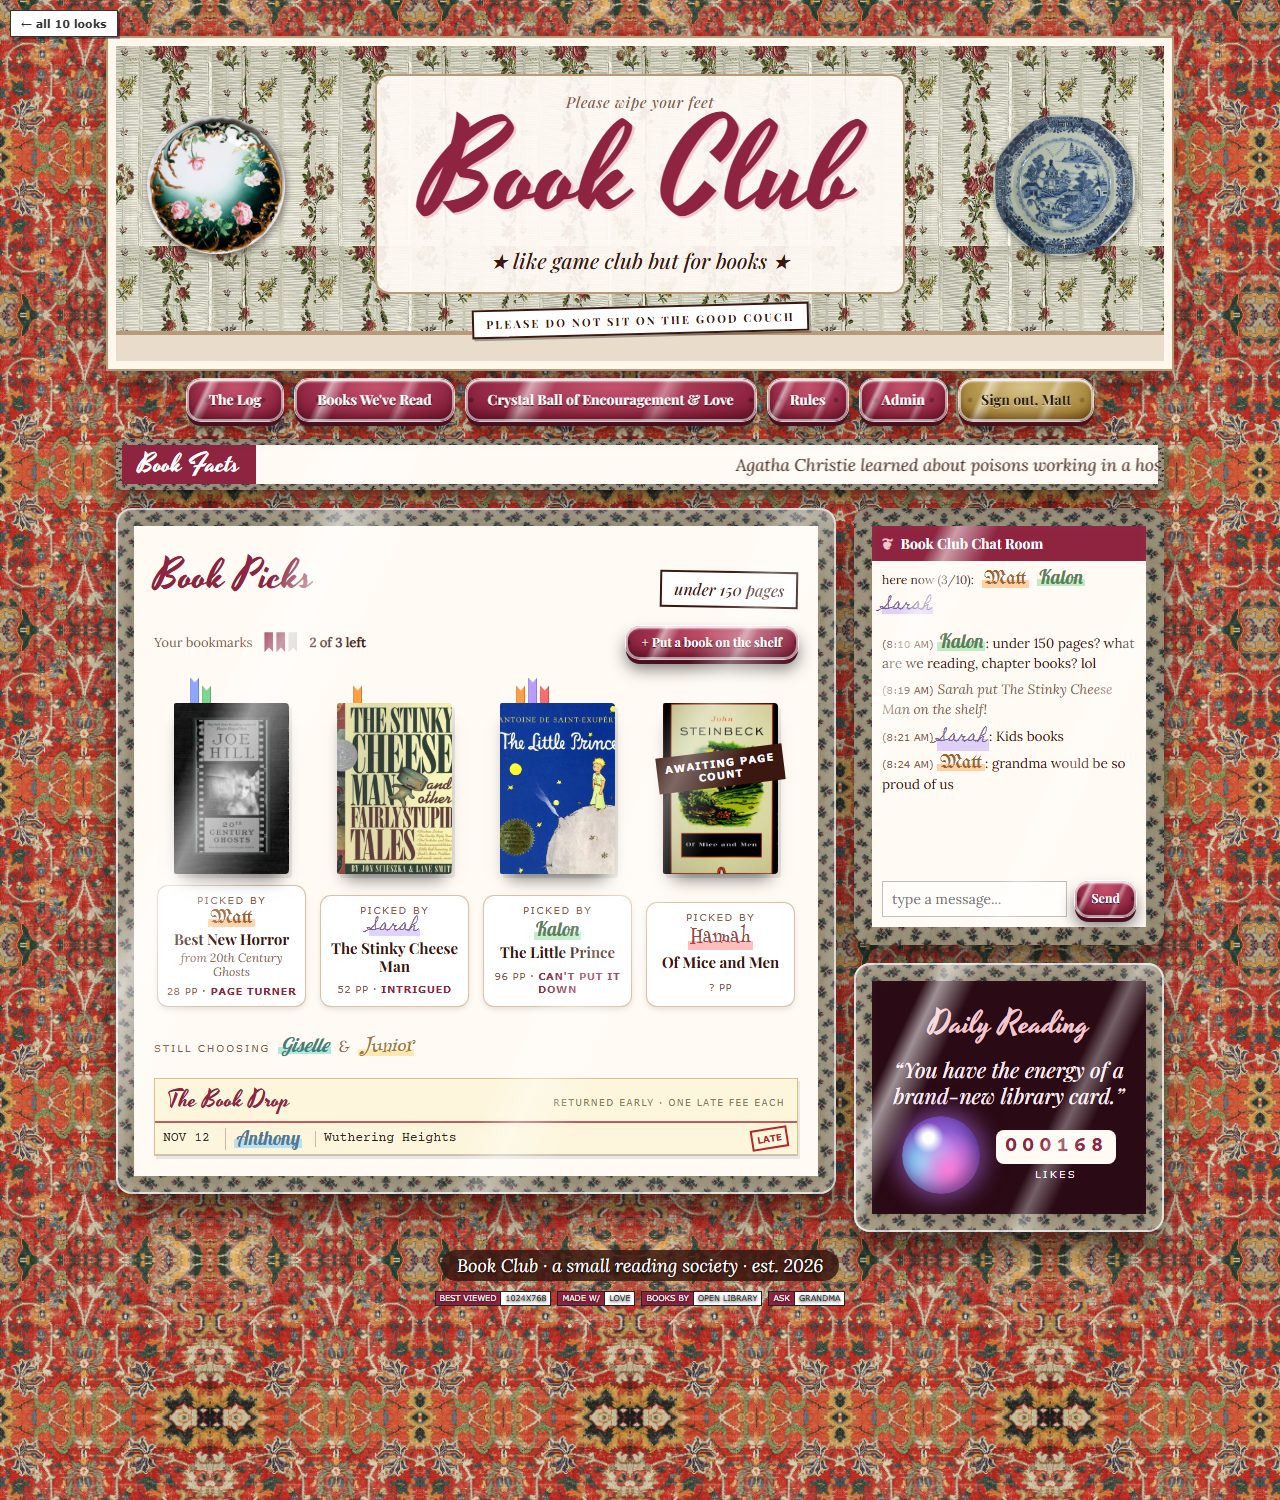 ← all 10 looks
Please wipe your feet
Book Club
★ like game club but for books ★
PLEASE DO NOT SIT ON THE GOOD COUCH
The Log
Books We've Read
Crystal Ball of Encouragement & Love
Rules
Admin
Sign out, Matt
Book Facts
Agatha Christie learned about poisons working in a hos
Book Picks
under 150 pages
Your bookmarks 2 of 3 left
+ Put a book on the shelf
JOE
HILL
20TH
CENTURY
GHOSTS
THE STINKY
CHEESE
MAN
and
other
FAIRLY STUPID
TALES
BY JON SCIESZKA & LANE SMIT
ANTOINE DE SAINT-EXUPÉR
The Little Prince
John
STEINBECK
AWAITING PAGE
COUNT
Of Mice and Men
PICKED BY
Matt
Best New Horror
from 20th Century
Ghosts
28 PP · PAGE TURNER
PICKED BY
Sarah
The Stinky Cheese
Man
52 PP · INTRIGUED
PICKED BY
Kalon
The Little Prince
96 PP · CAN'T PUT IT
DOWN
PICKED BY
Hannah
Of Mice and Men
? PP
STILL CHOOSING Giselle & Junior
The Book Drop
RETURNED EARLY · ONE LATE FEE EACH
NOV 12 Anthony Wuthering Heights LATE
❦ Book Club Chat Room
here now (3/10): Matt Kalon
Sarah
(8:10 AM) Kalon: under 150 pages? what
are we reading, chapter books? lol
(8:19 AM) Sarah put The Stinky Cheese
Man on the shelf!
(8:21 AM) Sarah: Kids books
(8:24 AM) Matt: grandma would be so
proud of us
type a message...
Send
Daily Reading
“You have the energy of a
brand-new library card.”
000168
LIKES
Book Club · a small reading society · est. 2026
BEST VIEWED 1024X768 MADE W/ LOVE BOOKS BY OPEN LIBRARY ASK GRANDMA